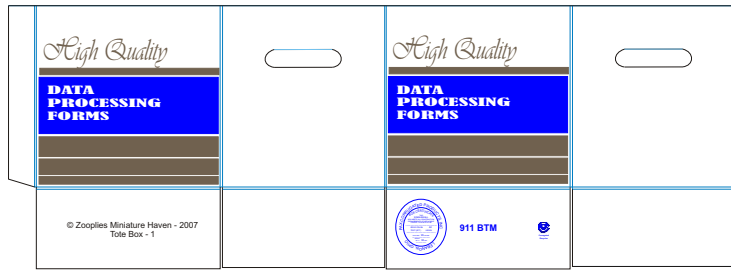 High Quality
DATA
PROCESSING
FORMS
High Quality
DATA
PROCESSING
FORMS
© Zooplies Miniature Haven - 2007
Tote Box - 1
911 BTM